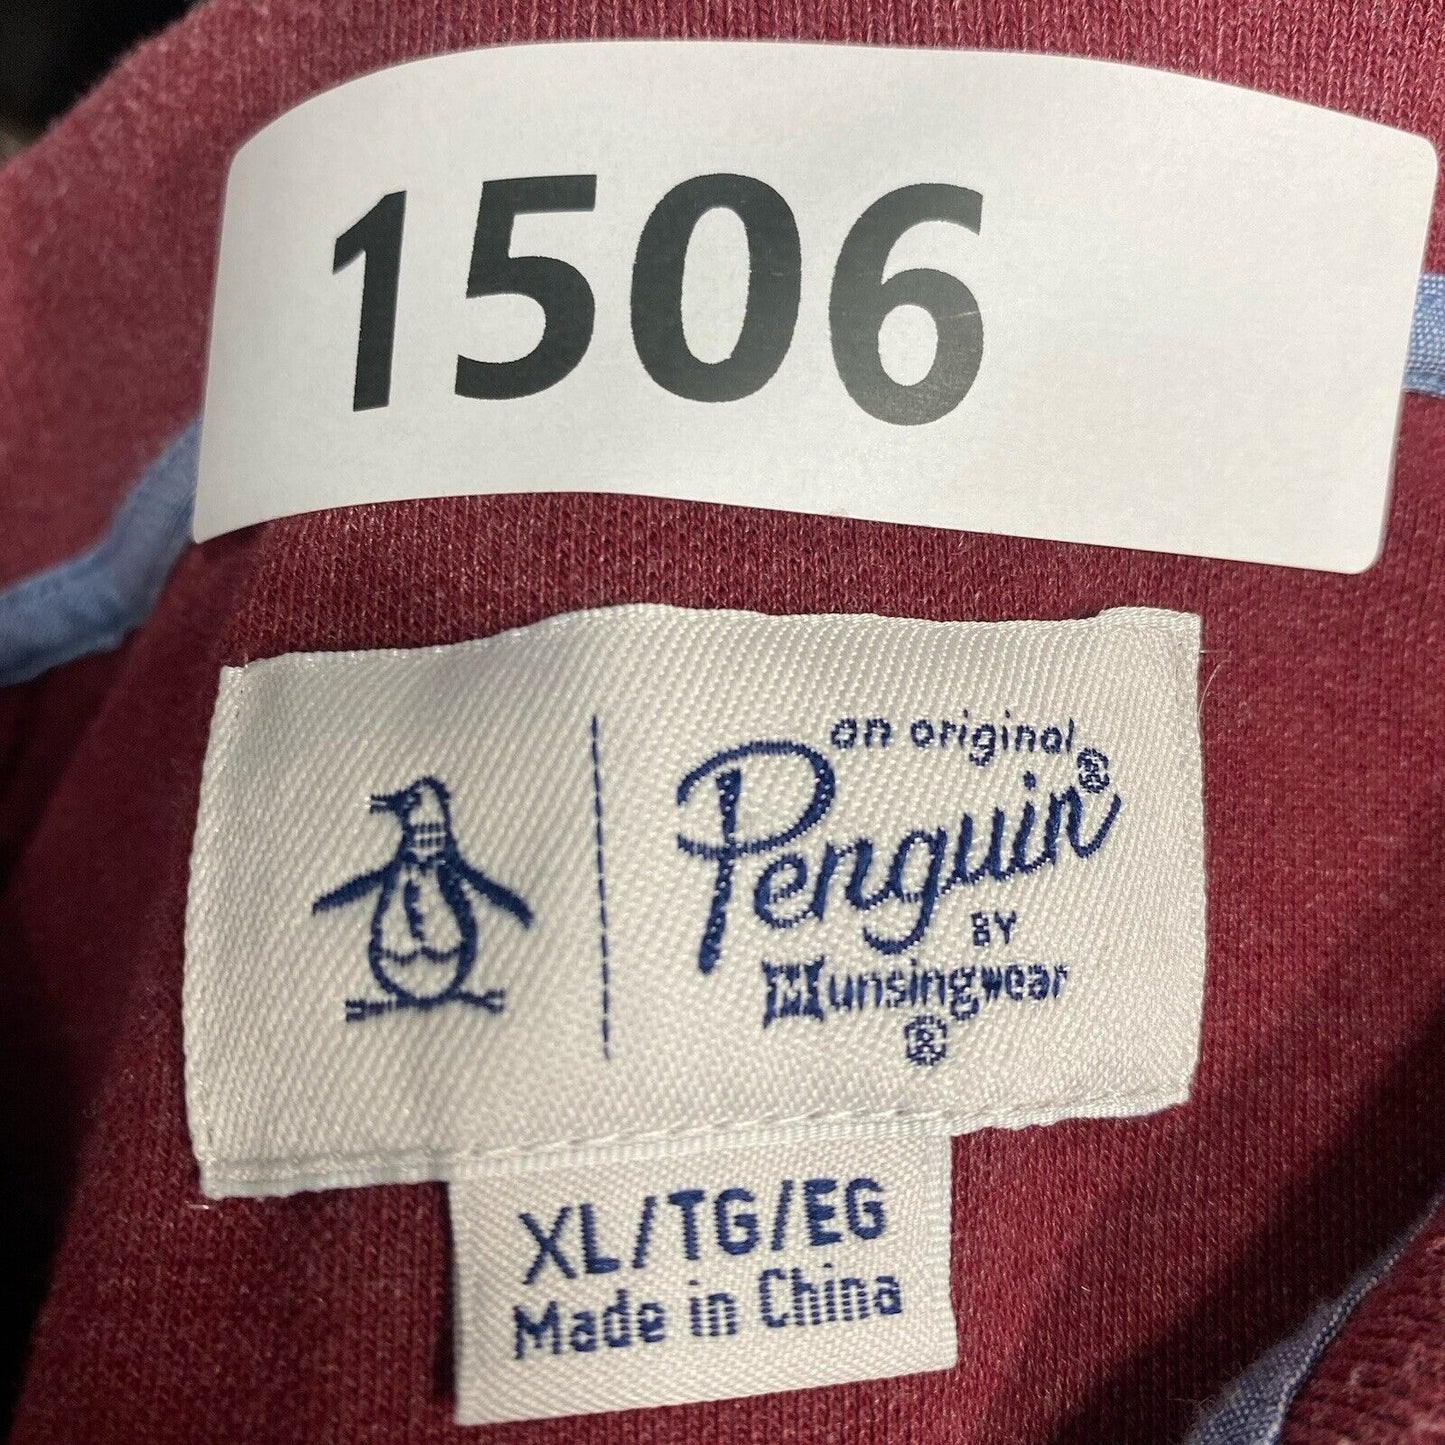 1506
an original
Penguin®
BY
Munsingwear
®
XL/TG/EG
Made in China